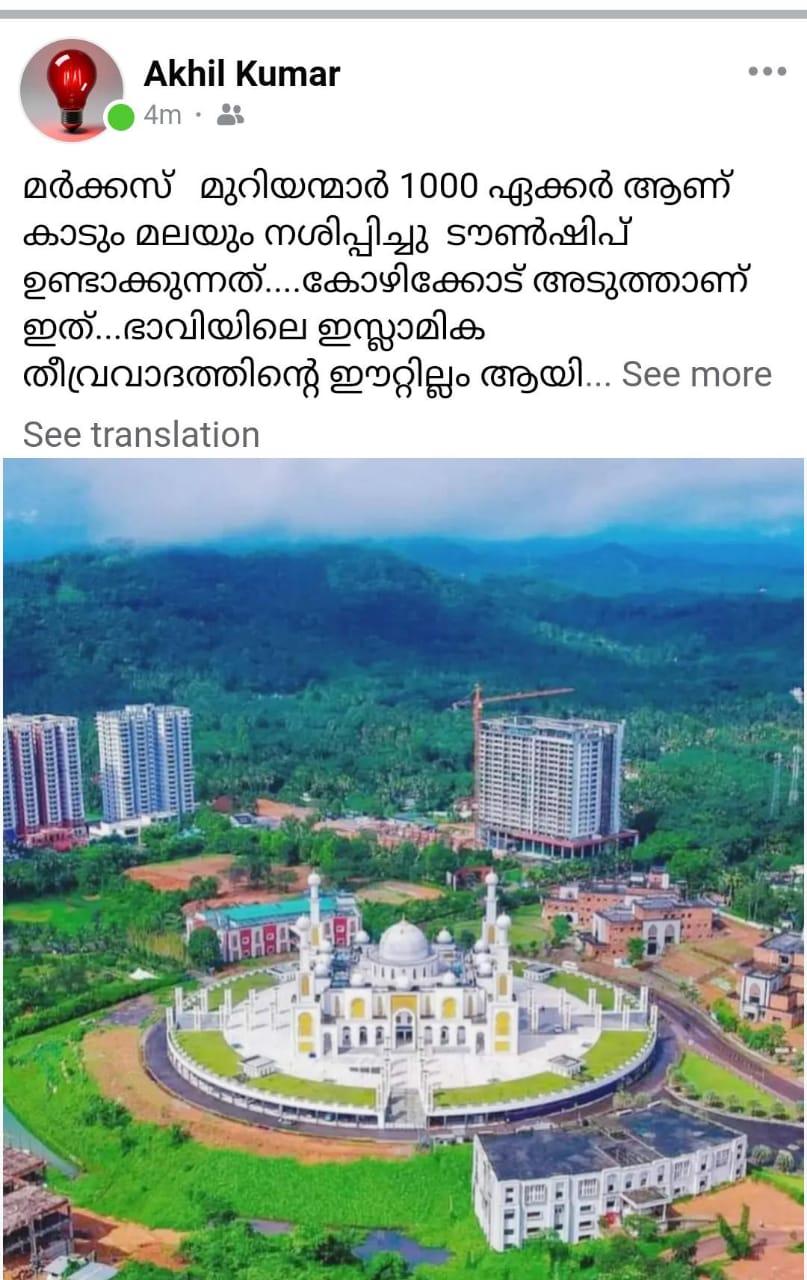 Akhil Kumar
4m ·
മർക്കസ് മുറിയന്മാർ 1000 ഏക്കർ ആണ്
കാടും മലയും നശിപ്പിച്ചു ടൗൺഷിപ്
ഉണ്ടാക്കുന്നത്....കോഴിക്കോട് അടുത്താണ്
ഇത്...ഭാവിയിലെ ഇസ്ലാമിക
തീവ്രവാദത്തിന്റെ ഈറ്റില്ലം ആയി... See more
See translation